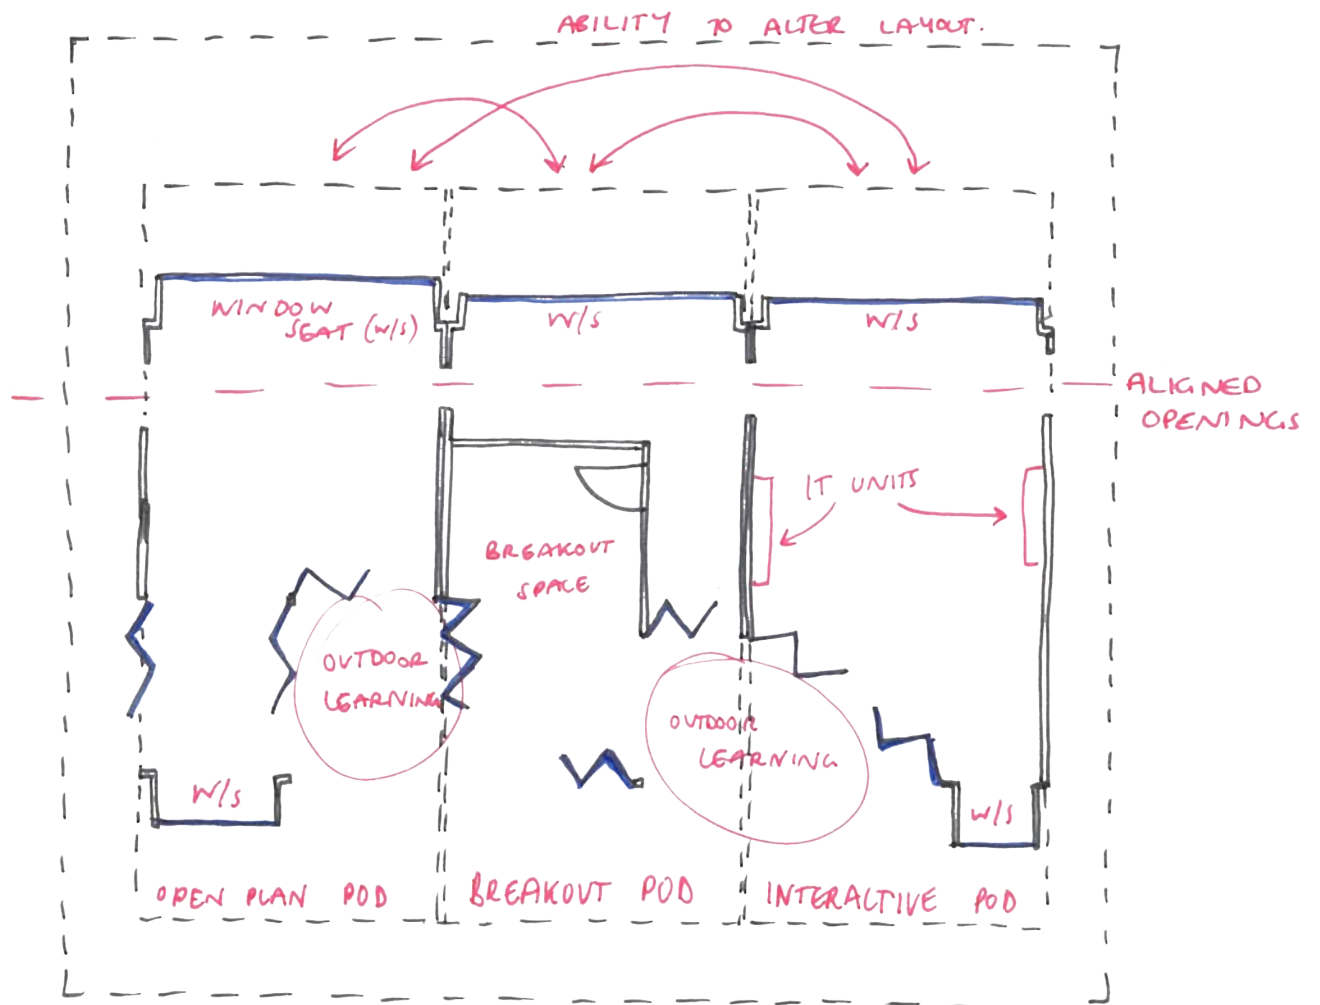 ABILITY TO ALTER LAYOUT.
WINDOW
SEAT (W/S)
W/S
W/S
ALIGNED
OPENINGS
IT UNITS
BREAKOUT
SPACE
OUTDOOR
LEARNING
OUTDOOR
LEARNING
W/S
W/S
OPEN PLAN POD
BREAKOUT POD
INTERACTIVE POD